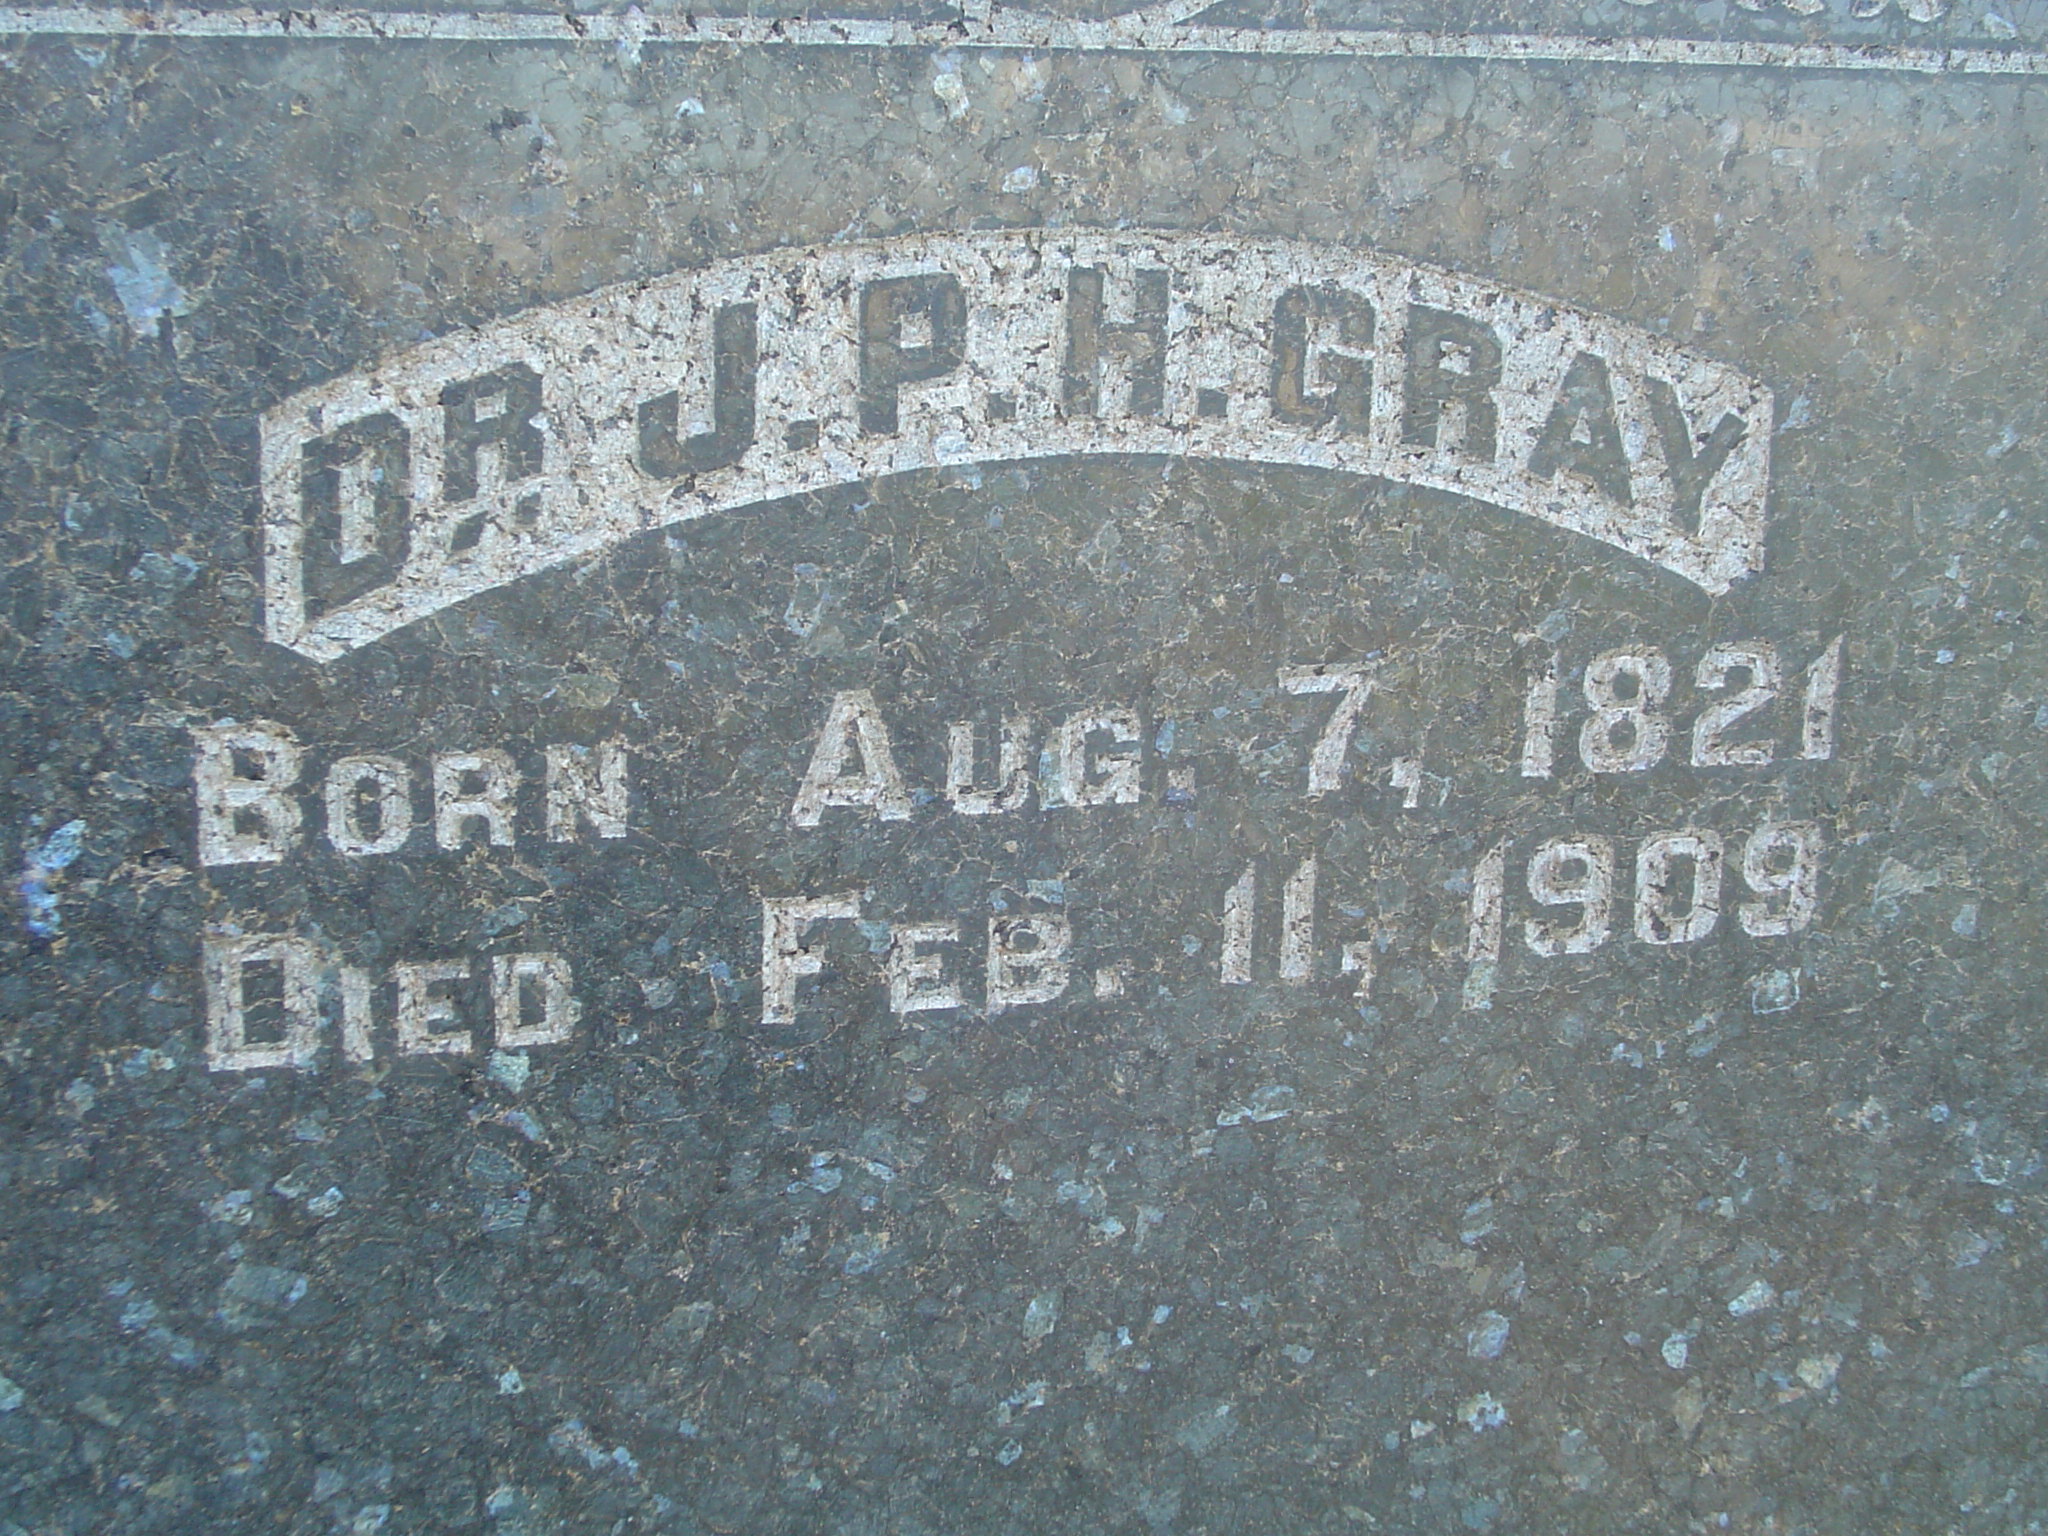 DR. J. P. H. GRAY
BORN AUG. 7, 1821
DIED FEB. 11, 1909